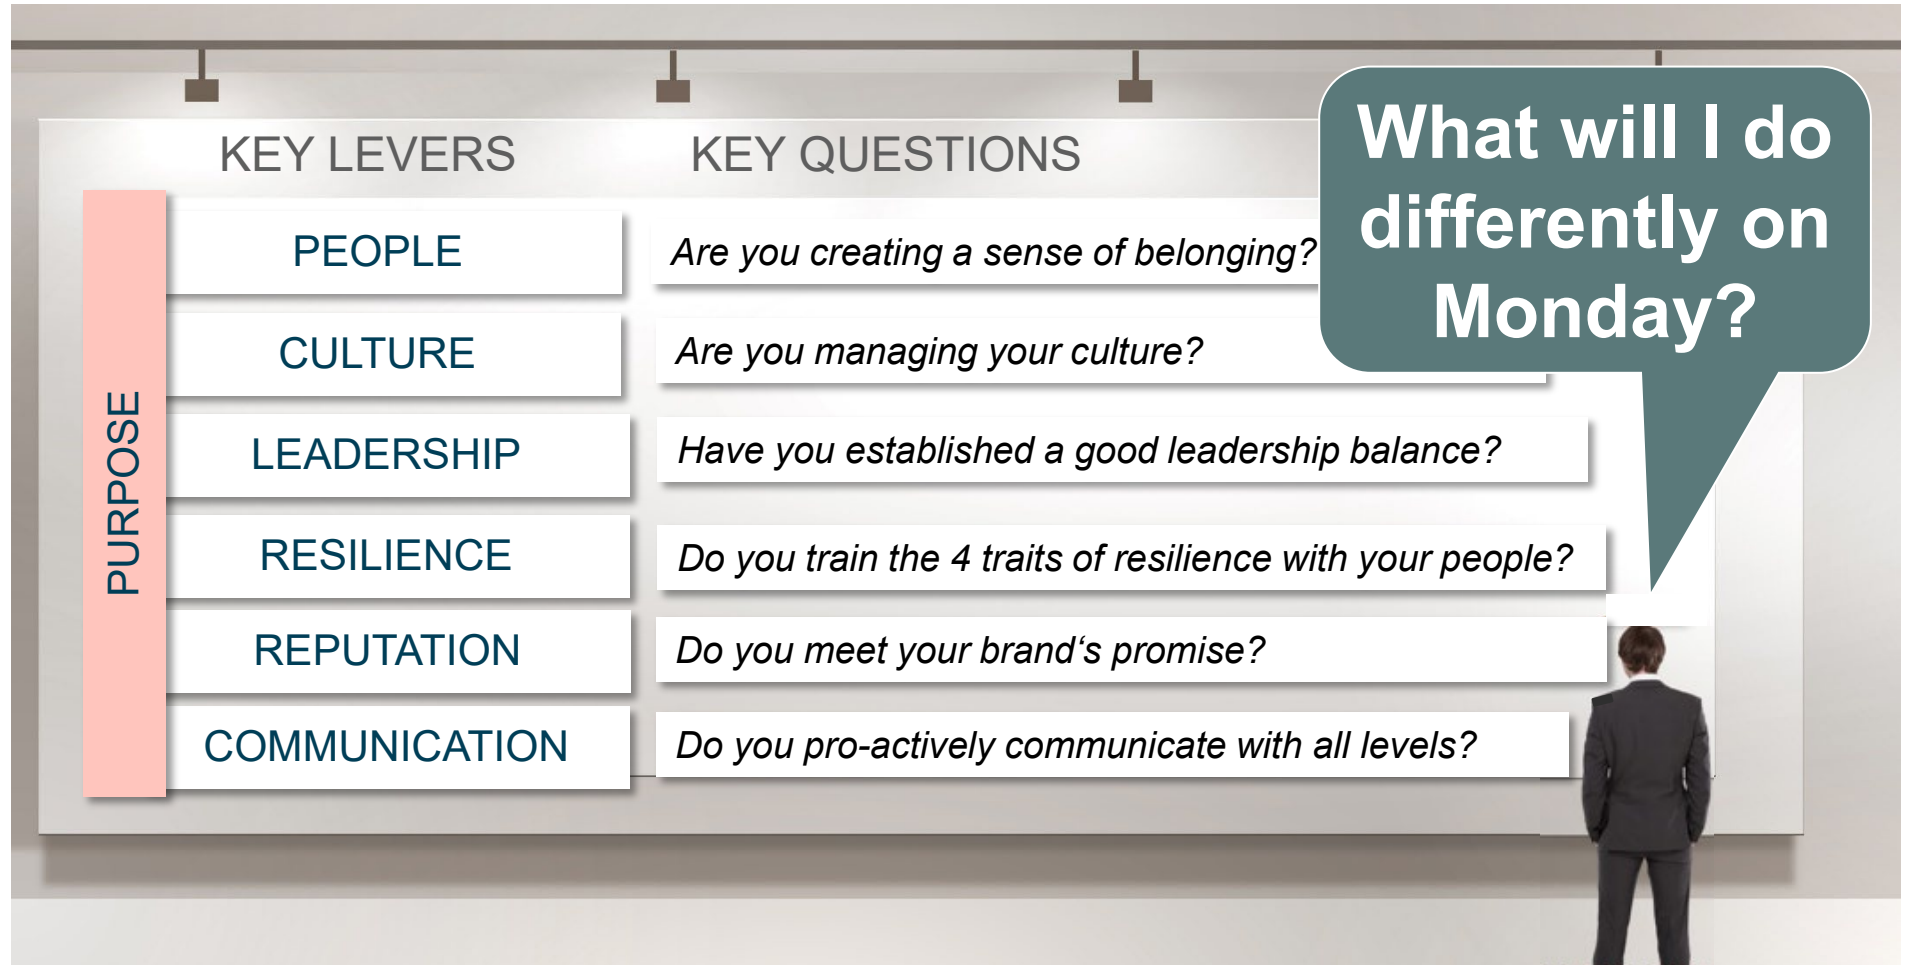 KEY LEVERS
KEY QUESTIONS
What will I do
differently on
Monday?
PURPOSE
PEOPLE
Are you creating a sense of belonging?
CULTURE
Are you managing your culture?
LEADERSHIP
Have you established a good leadership balance?
RESILIENCE
Do you train the 4 traits of resilience with your people?
REPUTATION
Do you meet your brand‘s promise?
COMMUNICATION
Do you pro-actively communicate with all levels?